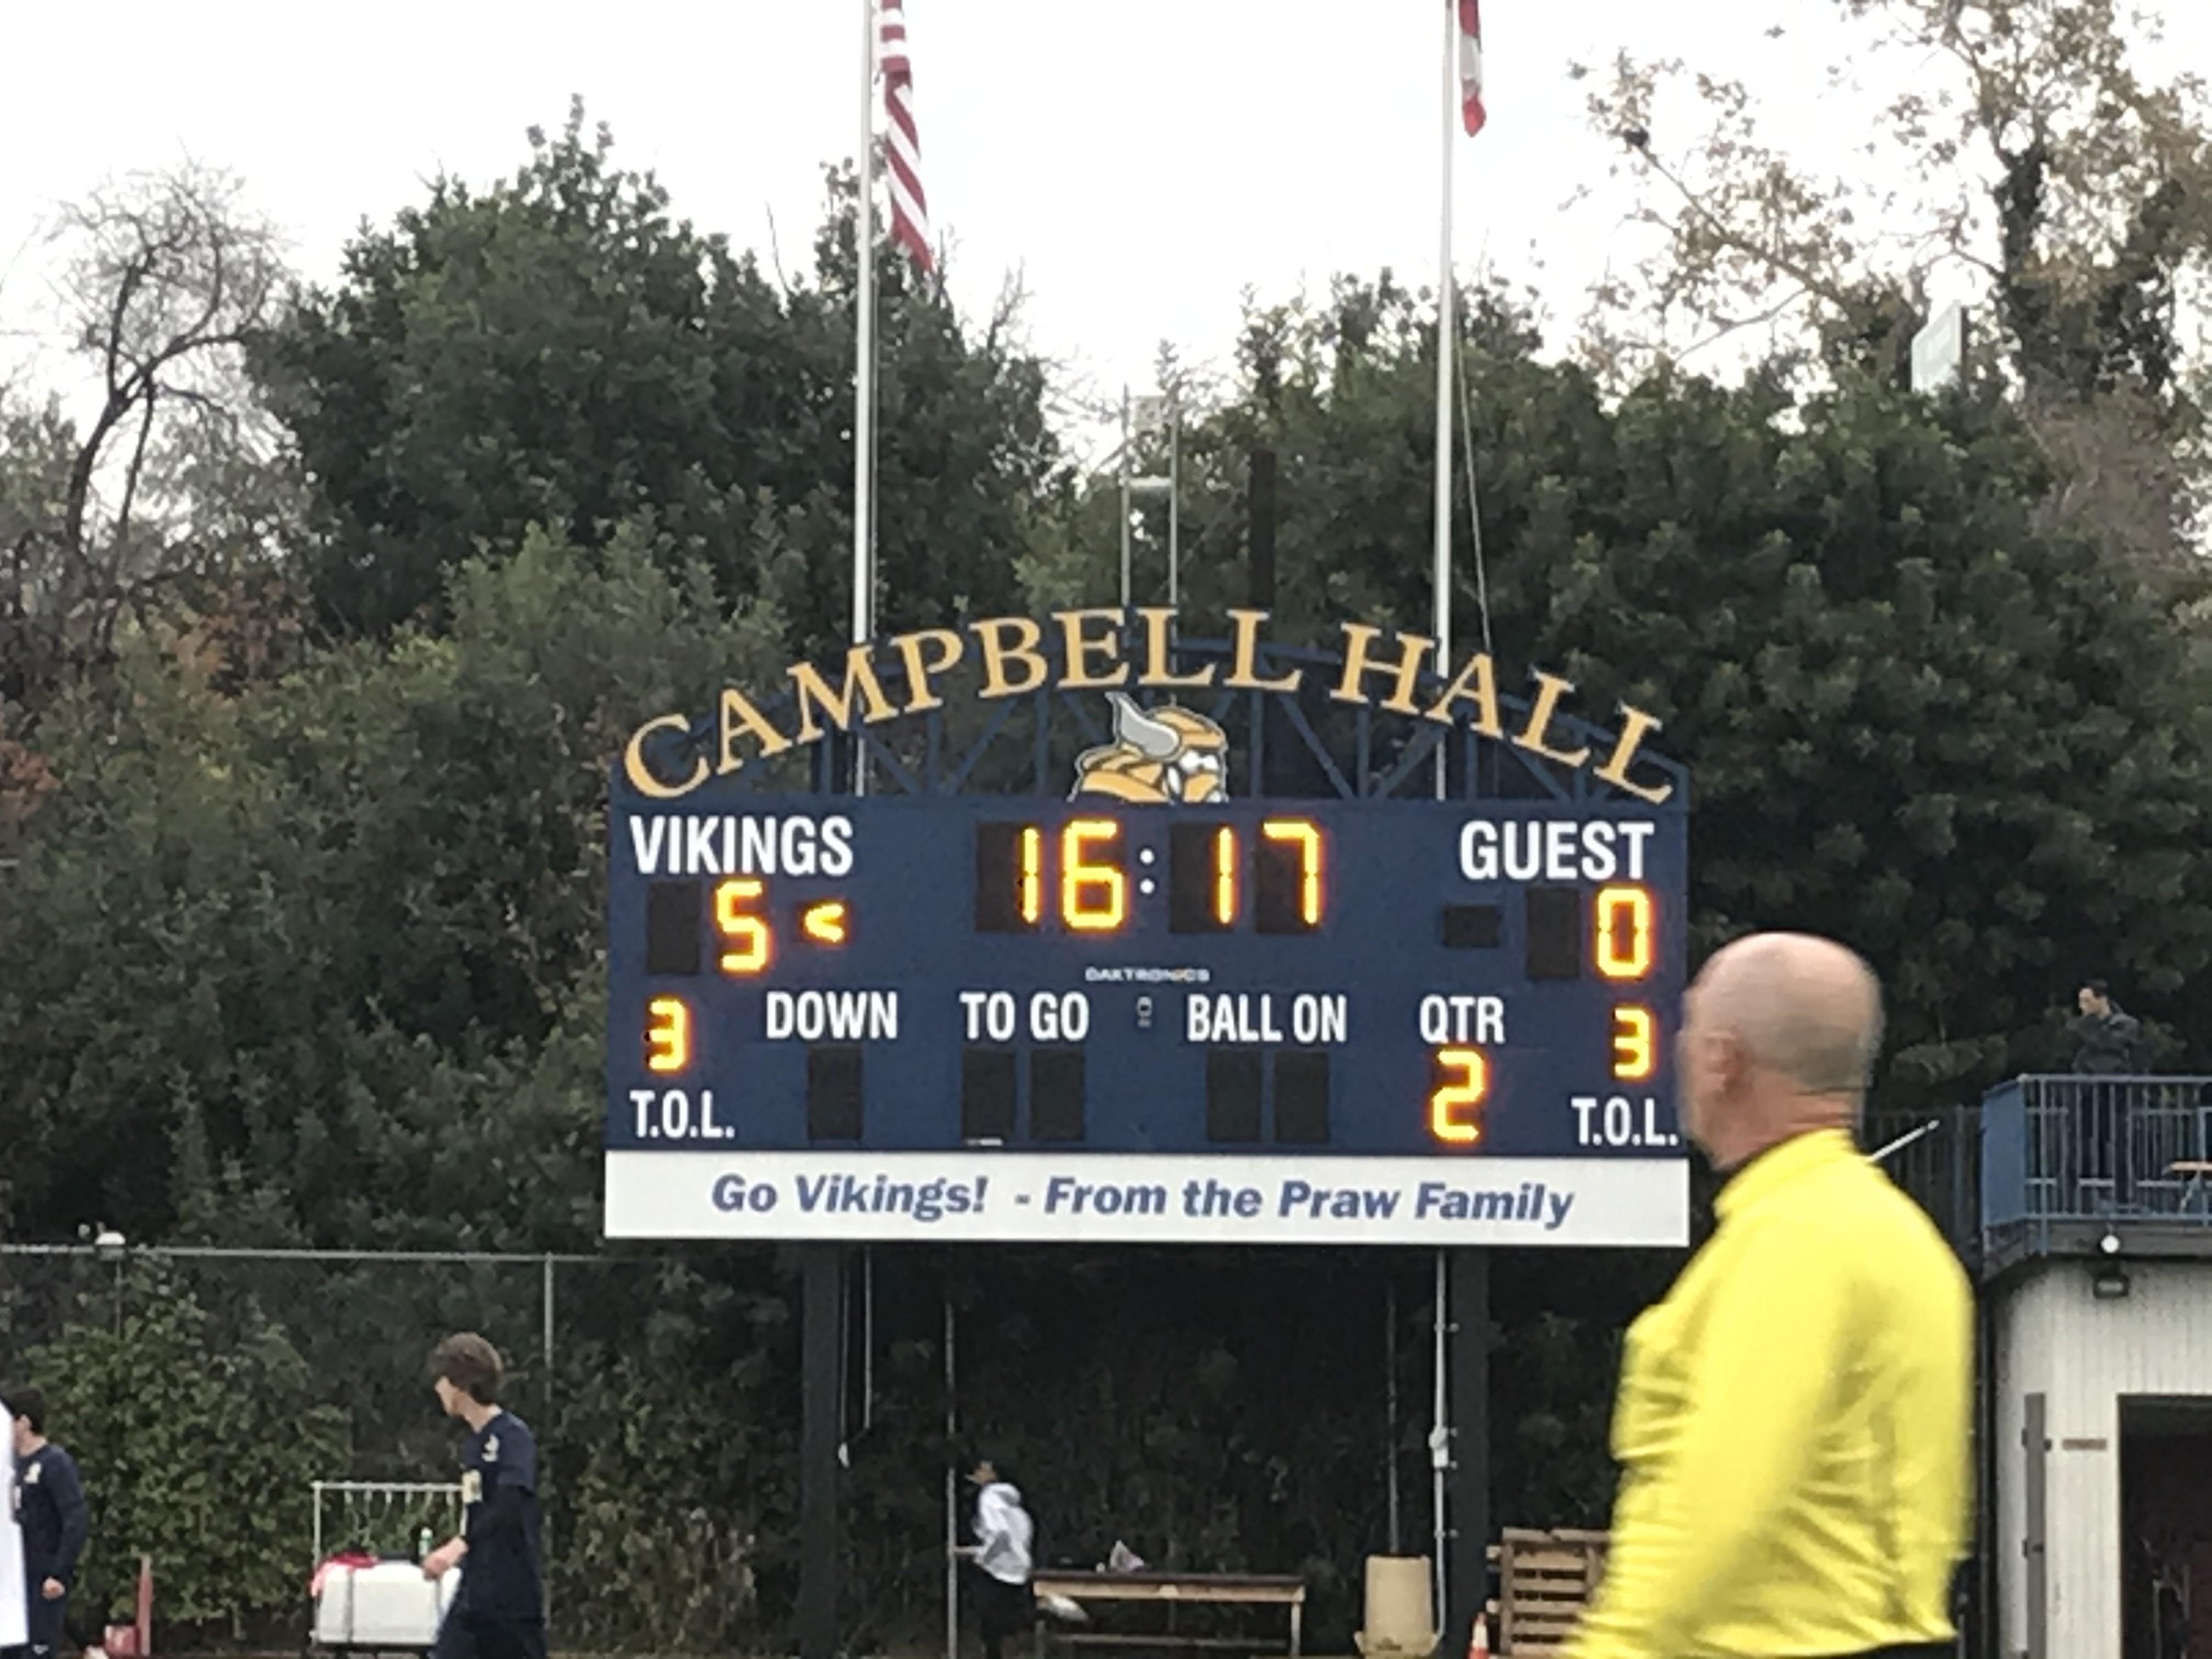 CAMPBELL HALL
VIKINGS 16:17 GUEST
5 < 0
DAKTRONICS
3 DOWN TO GO BALL ON QTR 3
2
T.O.L. T.O.L.
Go Vikings! - From the Praw Family